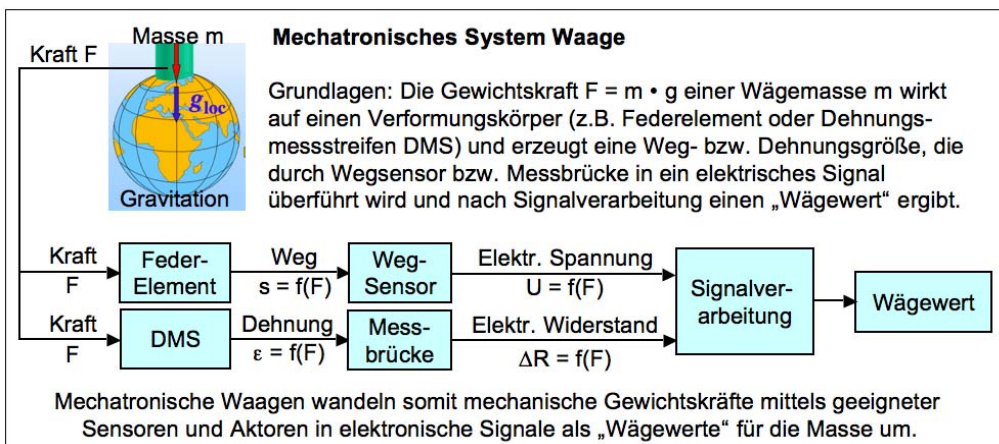 Masse m
Kraft F
g loc
Gravitation
Mechatronisches System Waage
Grundlagen: Die Gewichtskraft F = m • g einer Wägemasse m wirkt
auf einen Verformungskörper (z.B. Federelement oder Dehnungs-
messstreifen DMS) und erzeugt eine Weg- bzw. Dehnungsgröße, die
durch Wegsensor bzw. Messbrücke in ein elektrisches Signal
überführt wird und nach Signalverarbeitung einen „Wägewert“ ergibt.
Kraft
F
Feder-
Element
Weg
s = f(F)
Weg-
Sensor
Elektr. Spannung
U = f(F)
Kraft
F
DMS
Dehnung
ε = f(F)
Mess-
brücke
Elektr. Widerstand
ΔR = f(F)
Signalver-
arbeitung
Wägewert
Mechatronische Waagen wandeln somit mechanische Gewichtskräfte mittels geeigneter
Sensoren und Aktoren in elektronische Signale als „Wägewerte“ für die Masse um.